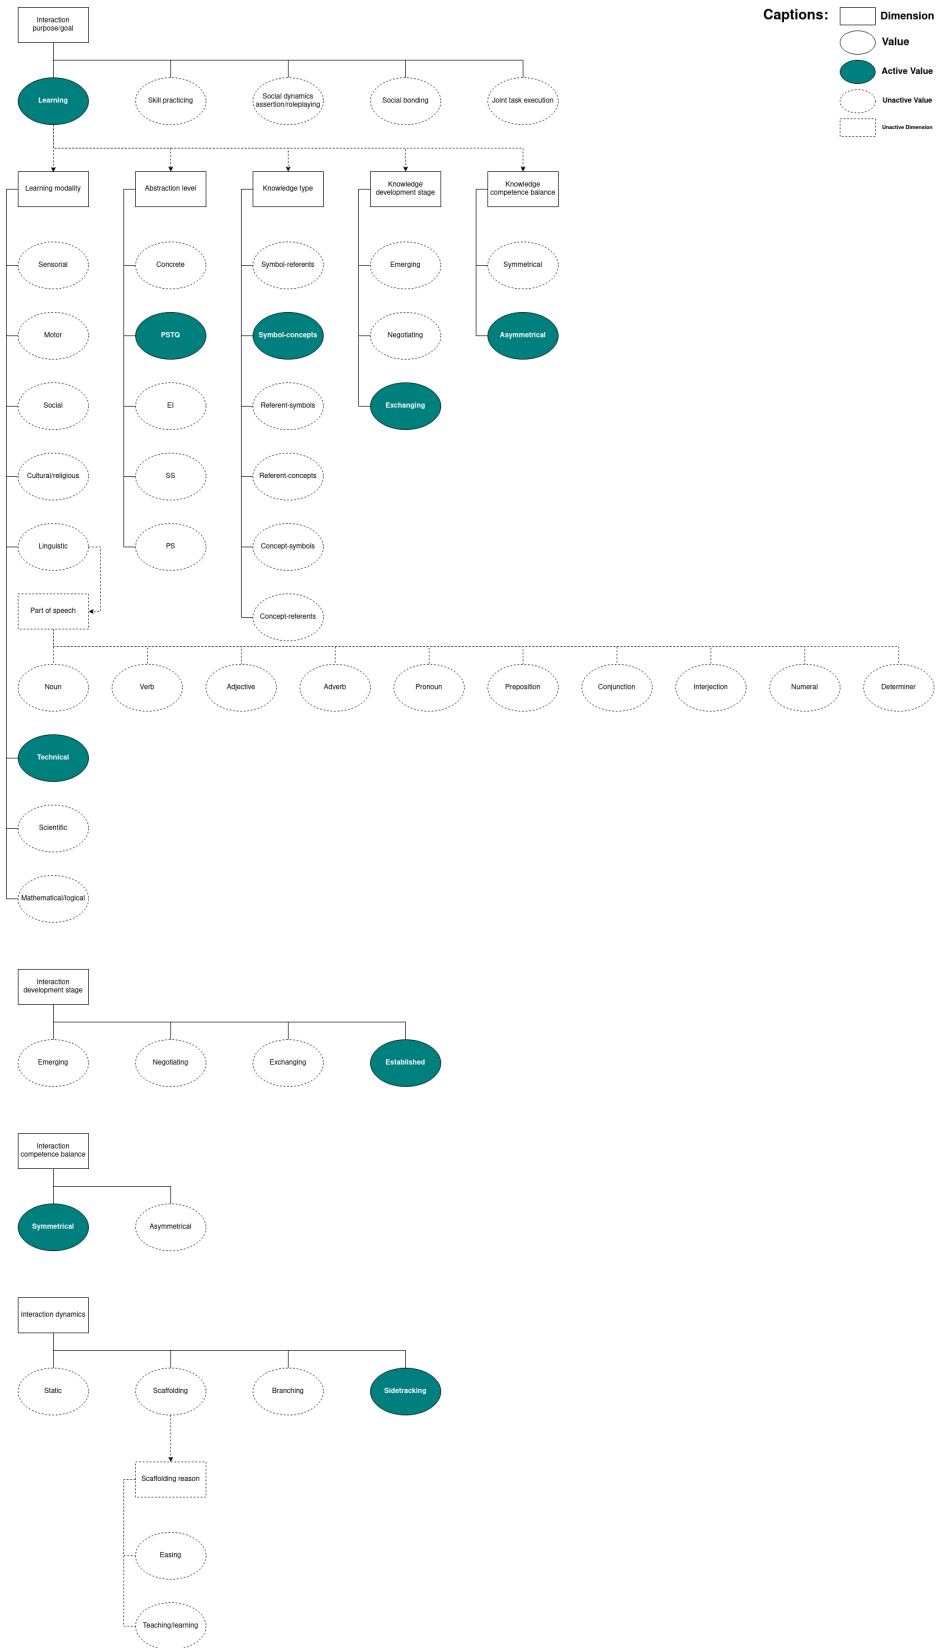 Captions:
Dimension
Value
Active Value
Unactive Value
Unactive Dimension
Interaction
purpose/goal
Learning
Skill practicing
Social dynamics
assertion/roleplaying
Social bonding
Joint task execution
Learning modality
Abstraction level
Knowledge type
Knowledge
development stage
Knowledge
competence balance
Sensorial
Concrete
Symbol-referents
Emerging
Symmetrical
Motor
PSTQ
Symbol-concepts
Negotiating
Asymmetrical
Social
EI
Referent-symbols
Exchanging
Cultural/religious
SS
Referent-concepts
Linguistic
PS
Concept-symbols
Part of speech
Concept-referents
Noun
Verb
Adjective
Adverb
Pronoun
Preposition
Conjunction
Interjection
Numeral
Determiner
Technical
Scientific
Mathematical/logical
Interaction
development stage
Emerging
Negotiating
Exchanging
Established
Interaction
competence balance
Symmetrical
Asymmetrical
Interaction dynamics
Static
Scaffolding
Branching
Sidetracking
Scaffolding reason
Easing
Teaching/learning